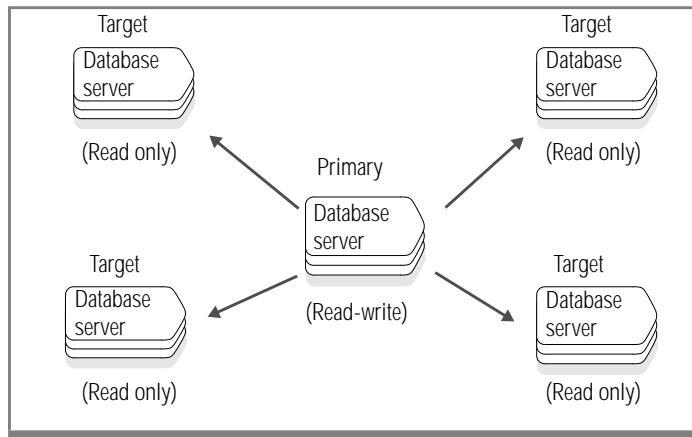 Target
Database
server
(Read only)
Target
Database
server
(Read only)
Primary
Database
server
(Read-write)
Target
Database
server
(Read only)
Target
Database
server
(Read only)